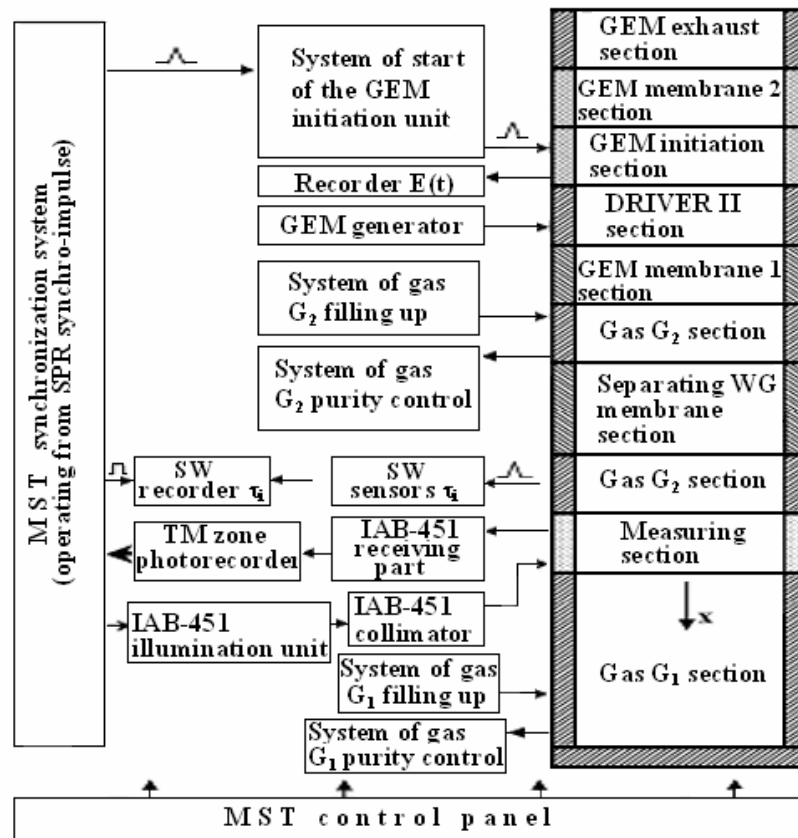 MST synchronization system
(operating from SPR synchro-impulse)
System of start
of the GEM
initiation unit
Recorder E(t)
GEM generator
System of gas
G₂ filling up
System of gas
G₂ purity control
SW
recorder τᵢ
SW
sensors τᵢ
TM zone
photorecorder
IAB-451
receiving
part
IAB-451
illumination unit
IAB-451
collimator
System of gas
G₁ filling up
System of gas
G₁ purity control
GEM exhaust
section
GEM membrane 2
section
GEM initiation
section
DRIVER II
section
GEM membrane 1
section
Gas G₂ section
Separating WG
membrane
section
Gas G₂ section
Measuring
section
x
Gas G₁ section
MST control panel